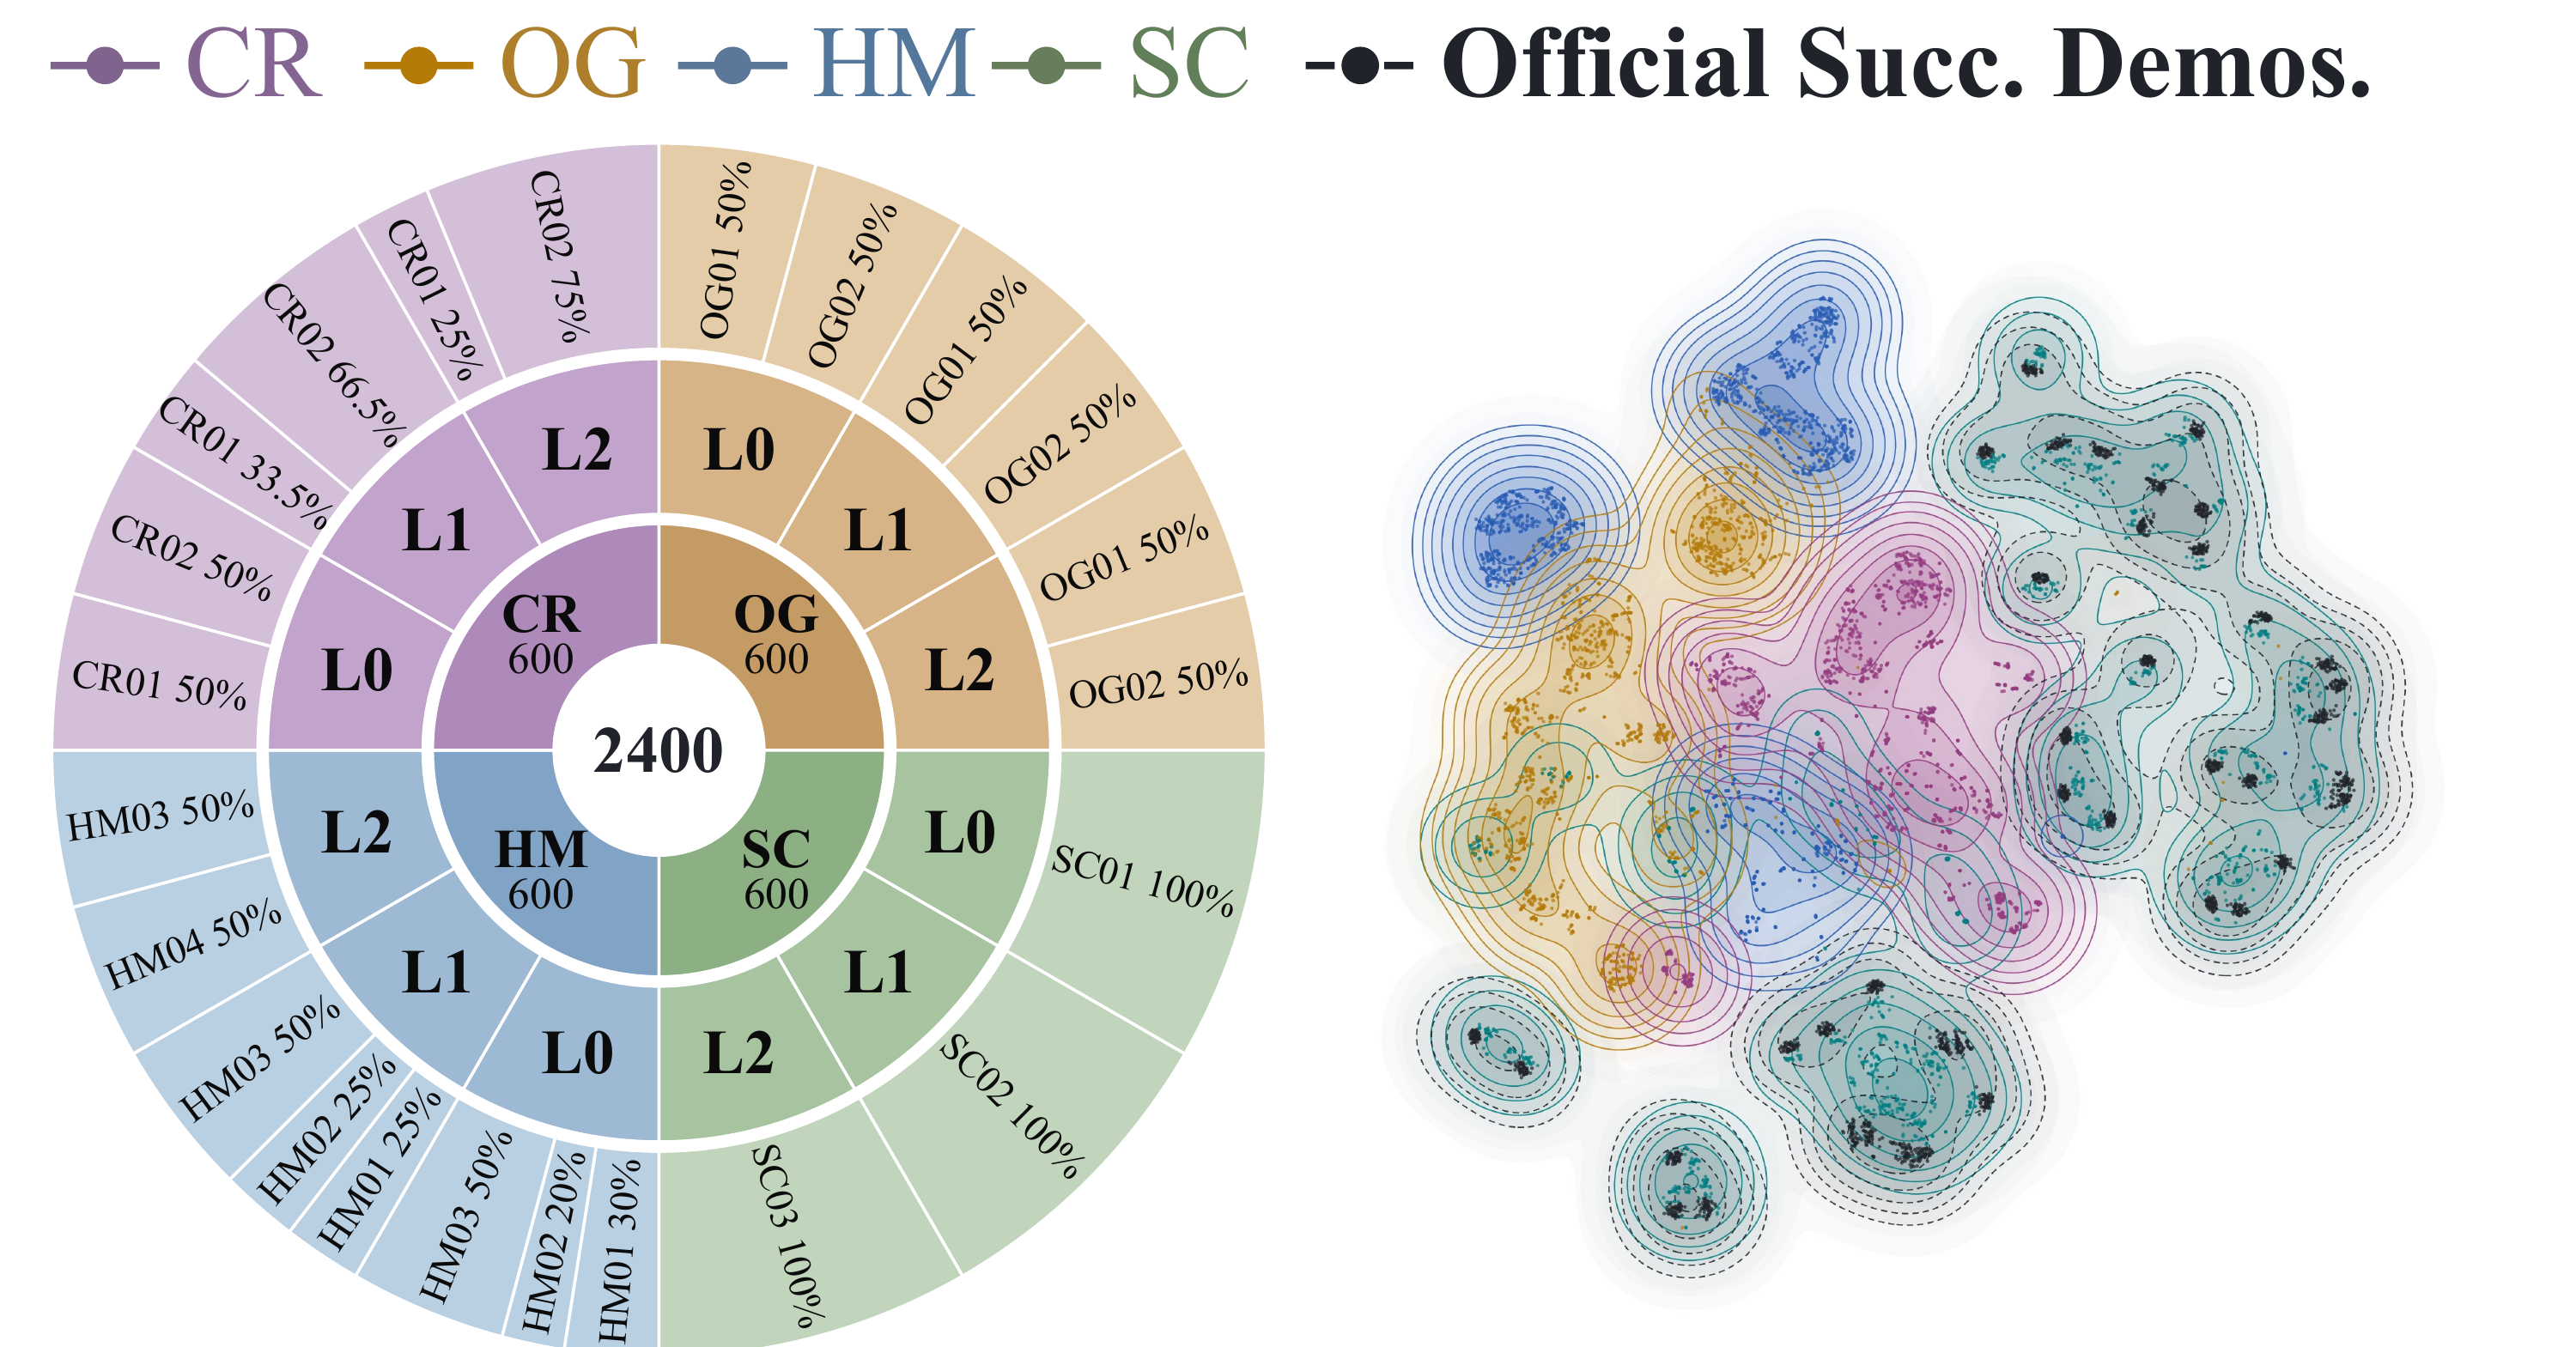 CR OG HM SC Official Succ. Demos.
CR02 75%
CR01 25%
CR02 66.5%
CR01 33.5%
CR02 50%
CR01 50%
OG01 50%
OG02 50%
OG01 50%
OG02 50%
OG01 50%
OG02 50%
L2
L1
L0
L0
L1
L2
CR
600
OG
600
2400
HM
600
SC
600
L2
L1
L0
L0
L1
L2
HM03 50%
HM04 50%
HM03 50%
HM02 25%
HM01 25%
HM03 50%
HM02 20%
HM01 30%
SC01 100%
SC02 100%
SC03 100%